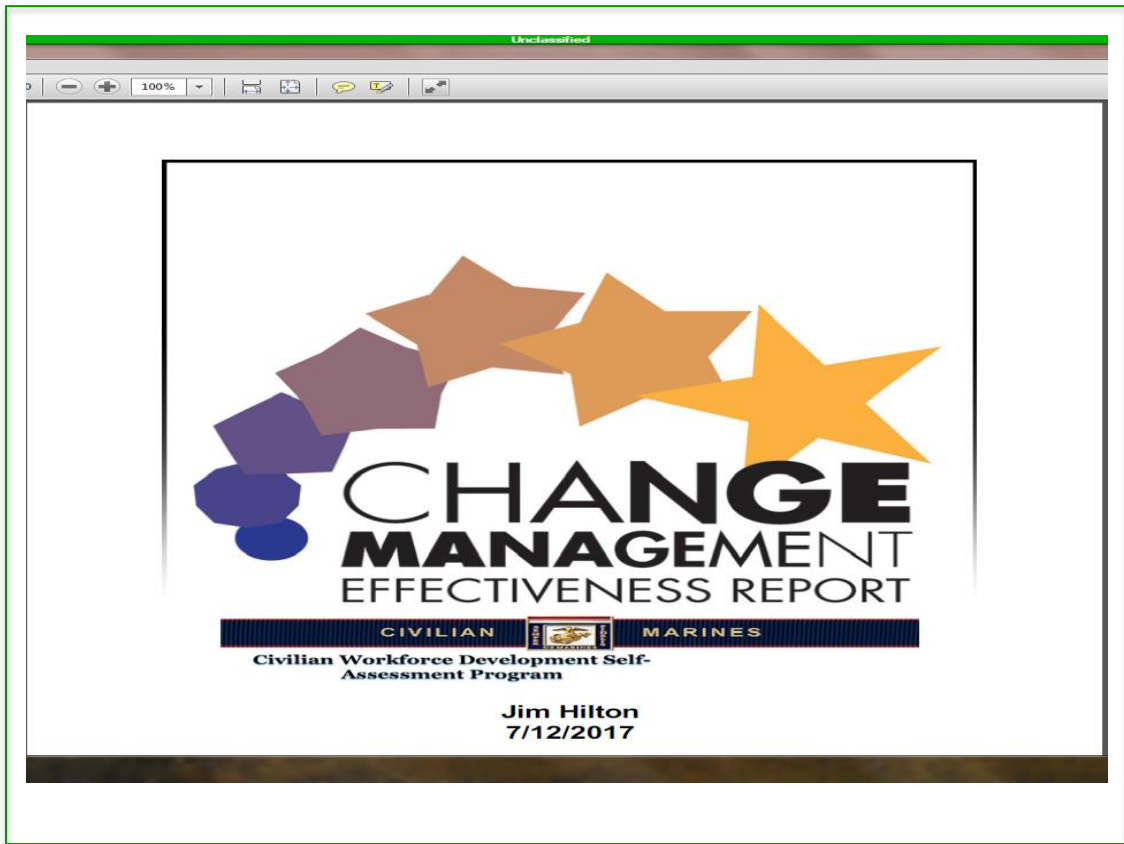 Unclassified
100%
CHANGE
MANAGEMENT
EFFECTIVENESS REPORT
CIVILIAN MARINES
Civilian Workforce Development Self-
Assessment Program
Jim Hilton
7/12/2017